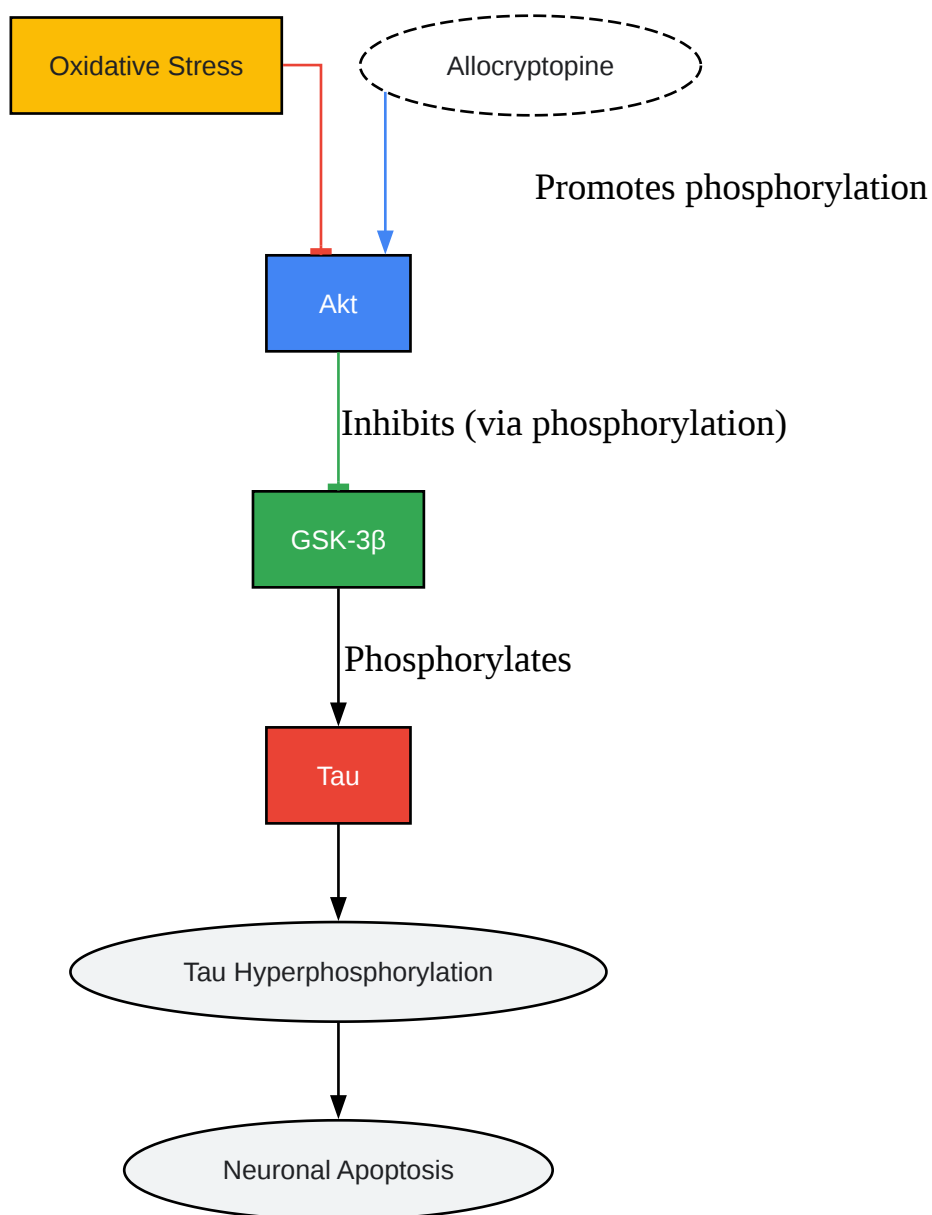 Oxidative Stress
Allocryptopine
Promotes phosphorylation
Akt
Inhibits (via phosphorylation)
GSK-3β
Phosphorylates
Tau
Tau Hyperphosphorylation
Neuronal Apoptosis